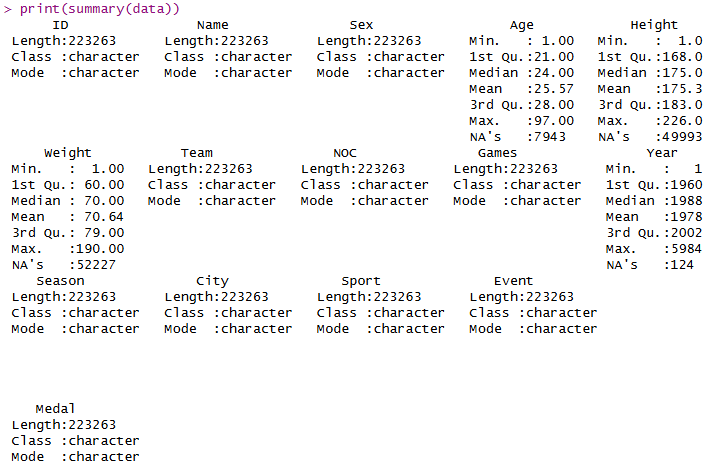 > print(summary(data))
ID Name Sex Age Height
Length:223263 Length:223263 Length:223263 Min. : 1.00 Min. : 1.0
Class :character Class :character Class :character 1st Qu.:21.00 1st Qu.:168.0
Mode :character Mode :character Mode :character Median :24.00 Median :175.0
Mean :25.57 Mean :175.3
3rd Qu.:28.00 3rd Qu.:183.0
Max. :97.00 Max. :226.0
NA's :7943 NA's :49993
Weight Team NOC Games Year
Min. : 1.00 Length:223263 Length:223263 Length:223263 Min. : 1
1st Qu.: 60.00 Class :character Class :character Class :character 1st Qu.:1960
Median : 70.00 Mode :character Mode :character Mode :character Median :1988
Mean : 70.64 Mean :1978
3rd Qu.: 79.00 3rd Qu.:2002
Max. :190.00 Max. :5984
NA's :52227 NA's :124
Season City Sport Event
Length:223263 Length:223263 Length:223263 Length:223263
Class :character Class :character Class :character Class :character
Mode :character Mode :character Mode :character Mode :character
Medal
Length:223263
Class :character
Mode :character